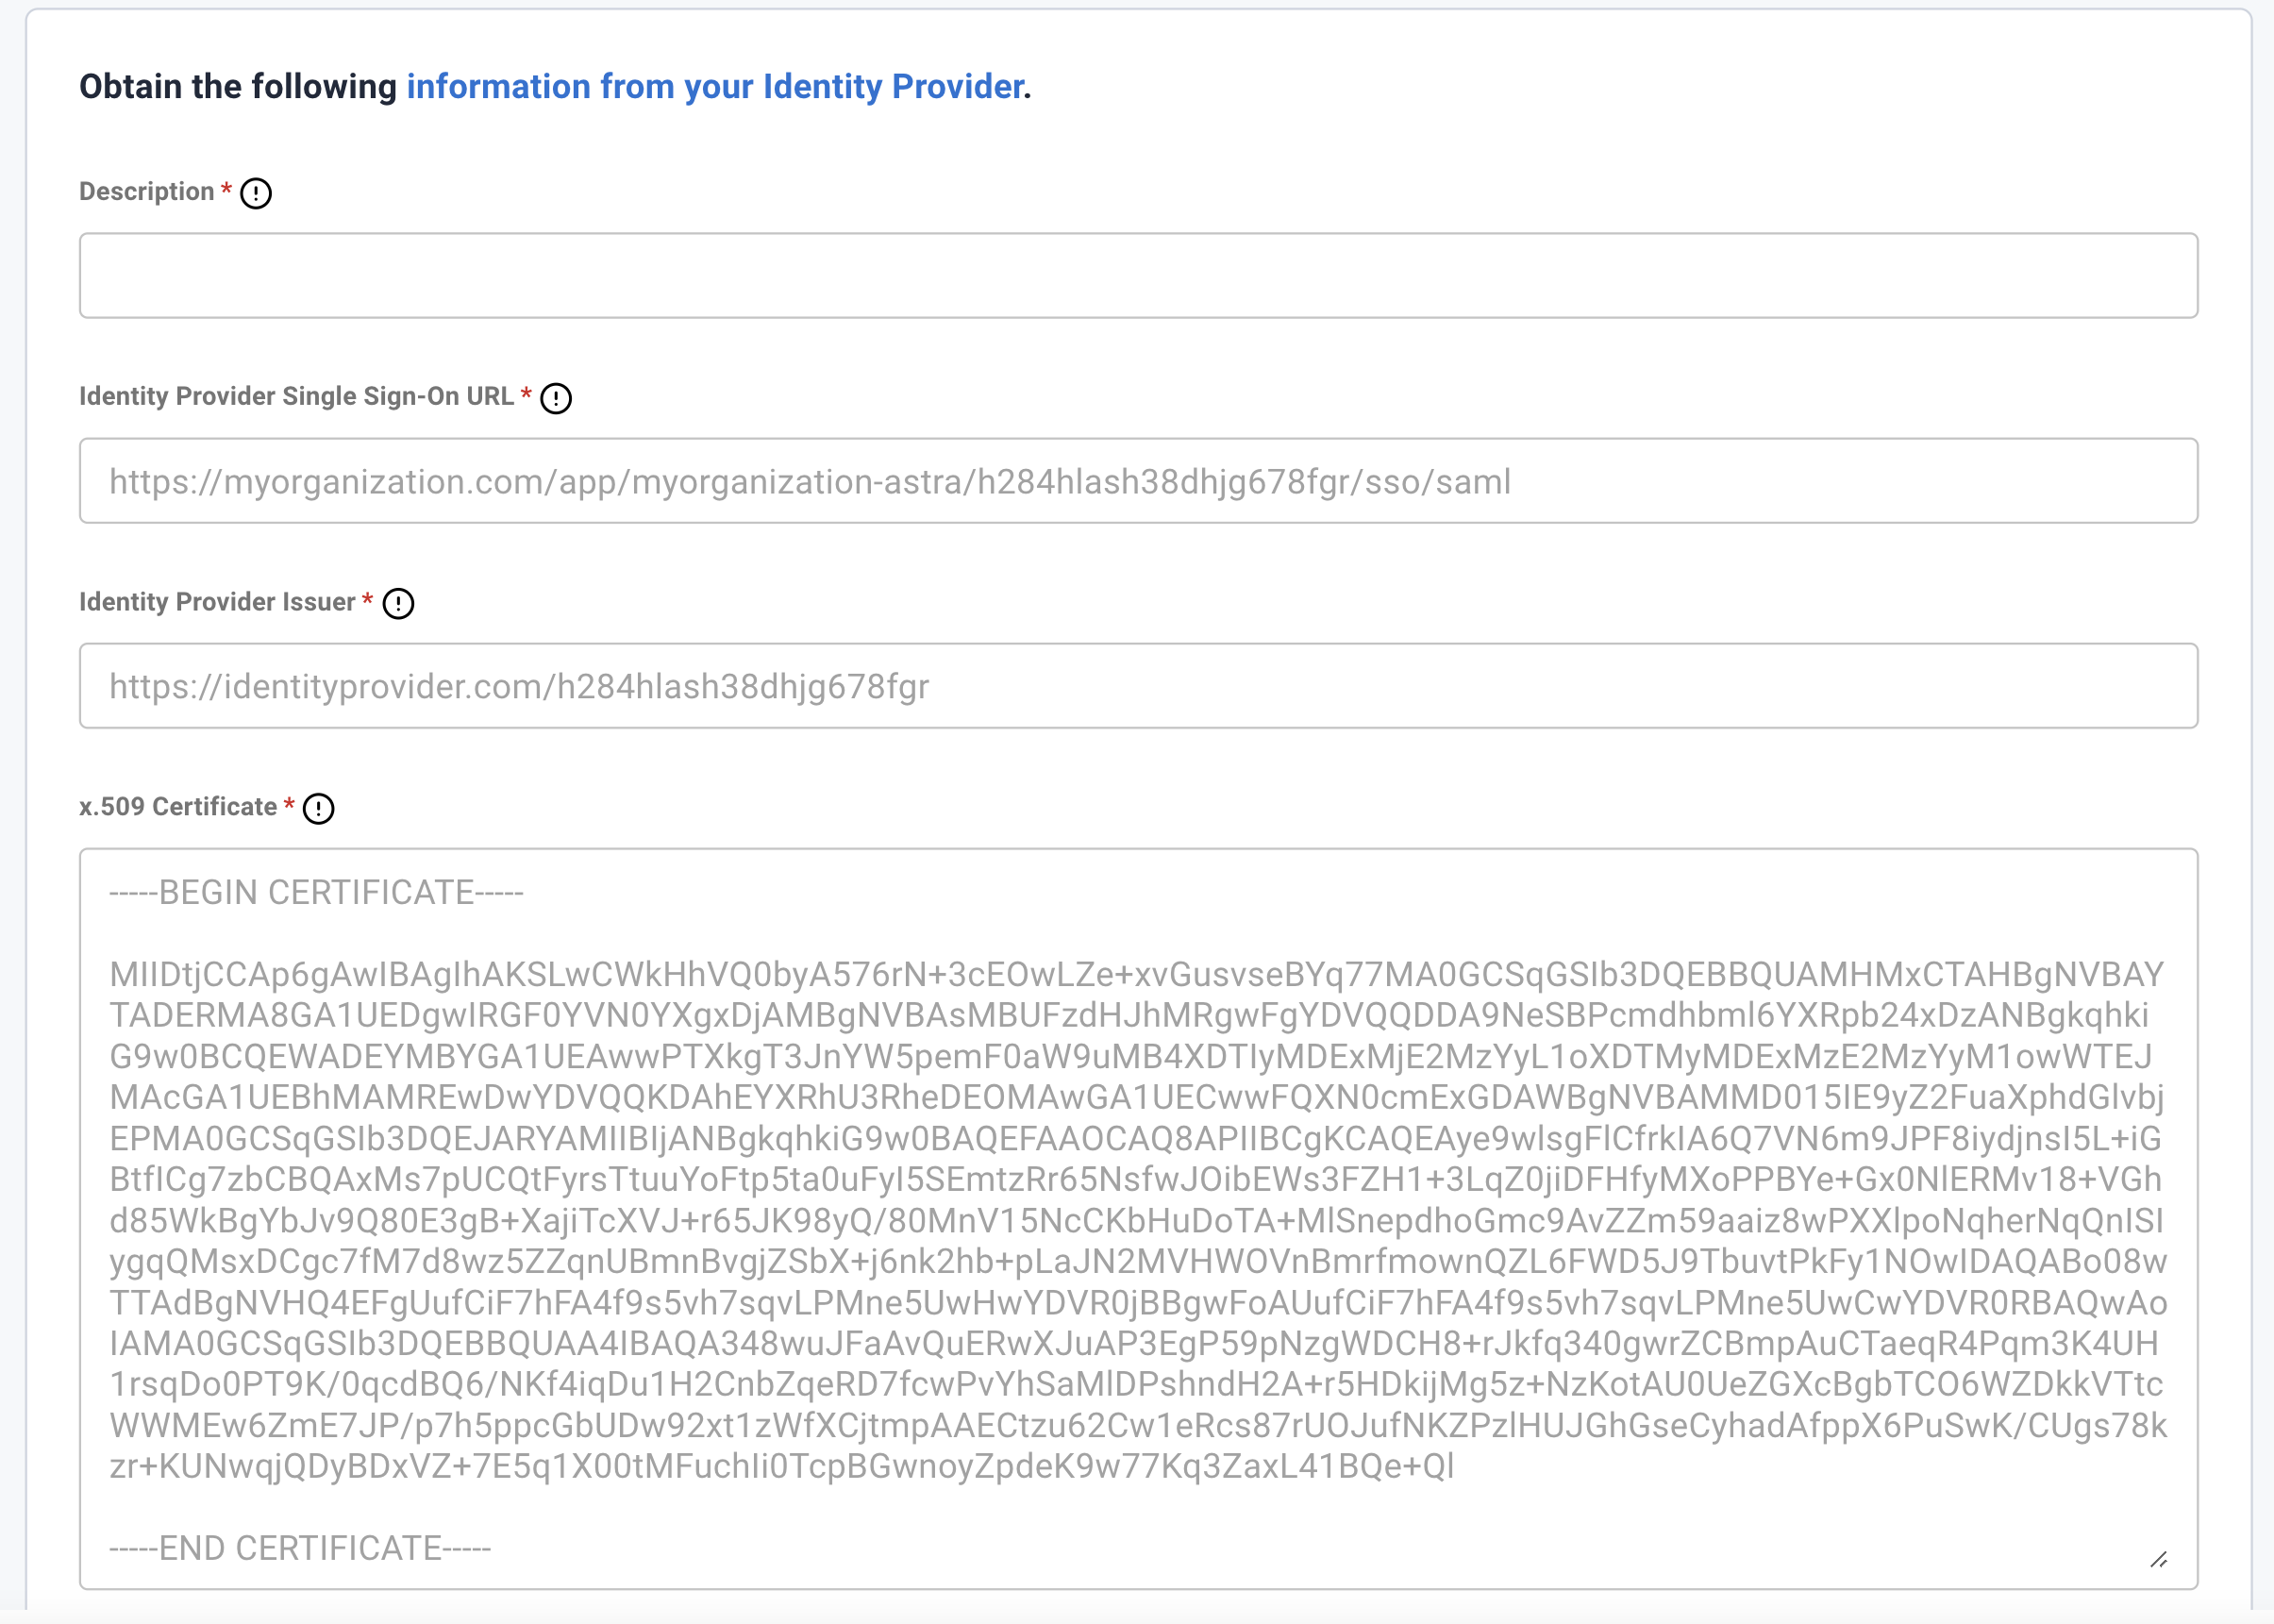 Obtain the following information from your Identity Provider.
Description *
Identity Provider Single Sign-On URL *
https://myorganization.com/app/myorganization-astra/h284hlash38dhjg678fgr/sso/saml
Identity Provider Issuer *
https://identityprovider.com/h284hlash38dhjg678fgr
x.509 Certificate *
-----BEGIN CERTIFICATE-----
MIIDtjCCAp6gAwIBAgIhAKSLwCWkHhVQ0byA576rN+3cEOwLZe+xvGusvseBYq77MA0GCSqGSIb3DQEBBQUAMHMxCTAHBgNVBAY
TADERMA8GA1UEDgwIRGF0YVN0YXgxDjAMBgNVBAsMBUFzdHJhMRgwFgYDVQQDDA9NeSBPcmdhbml6YXRpb24xDzANBgkqhki
G9w0BCQEWADEYMBYGA1UEAwwPTXkgT3JnYW5pemF0aW9uMB4XDTIyMDExMjE2MzYyL1oXDTMyMDExMzE2MzYyM1owWTEJ
MAcGA1UEBhMAMREwDwYDVQQKDAhEYXRhU3RheDEOMAwGA1UECwwFQXN0cmExGDAWBgNVBAMMD015IE9yZ2FuaXphdGlvbj
EPMA0GCSqGSIb3DQEJARYAMIIBIjANBgkqhkiG9w0BAQEFAAOCAQ8APIIBCgKCAQEAye9wlsgFlCfrkIA6Q7VN6m9JPF8iydjnsI5L+iG
BtfICg7zbCBQAxMs7pUCQtFyrsTtuuYoFtp5ta0uFyI5SEmtzRr65NsfwJOibEWs3FZH1+3LqZ0jiDFHfyMXoPPBYe+Gx0NlERMv18+VGh
d85WkBgYbJv9Q80E3gB+XajiTcXVJ+r65JK98yQ/80MnV15NcCKbHuDoTA+MlSnepdhoGmc9AvZZm59aaiz8wPXXlpoNqherNqQnISI
ygqQMsxDCgc7fM7d8wz5ZZqnUBmnBvgjZSbX+j6nk2hb+pLaJN2MVHWOVnBmrfmownQZL6FWD5J9TbuvtPkFy1NOwIDAQABo08w
TTAdBgNVHQ4EFgUufCiF7hFA4f9s5vh7sqvLPMne5UwHwYDVR0jBBgwFoAUufCiF7hFA4f9s5vh7sqvLPMne5UwCwYDVR0RBAQwAo
IAMA0GCSqGSIb3DQEBBQUAA4IBAQA348wuJFaAvQuERwXJuAP3EgP59pNzgWDCH8+rJkfq340gwrZCBmpAuCTaeqR4Pqm3K4UH
1rsqDo0PT9K/0qcdBQ6/NKf4iqDu1H2CnbZqeRD7fcwPvYhSaMlDPshndH2A+r5HDkijMg5z+NzKotAU0UeZGXcBgbTCO6WZDkkVTtc
WWMEw6ZmE7JP/p7h5ppcGbUDw92xt1zWfXCjtmpAAECtzu62Cw1eRcs87rUOJufNKZPzlHUJGhGseCyhadAfppX6PuSwK/CUgs78k
zr+KUNwqjQDyBDxVZ+7E5q1X00tMFuchIi0TcpBGwnoyZpdeK9w77Kq3ZaxL41BQe+Ql
-----END CERTIFICATE-----